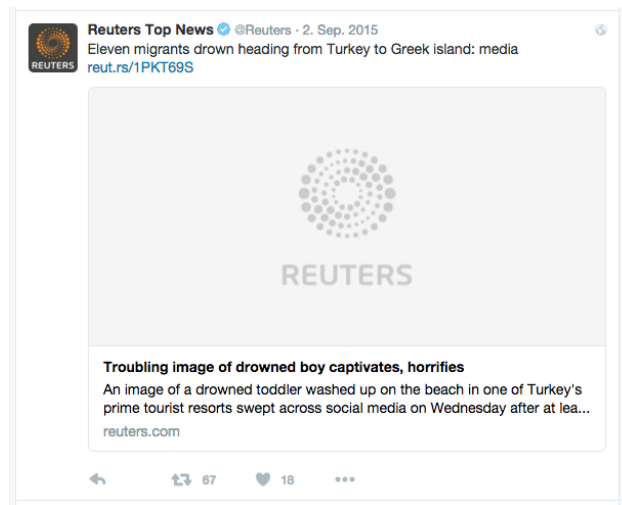 Reuters Top News @Reuters · 2. Sep. 2015
Eleven migrants drown heading from Turkey to Greek island: media
reut.rs/1PKT69S
REUTERS
REUTERS
Troubling image of drowned boy captivates, horrifies
An image of a drowned toddler washed up on the beach in one of Turkey's
prime tourist resorts swept across social media on Wednesday after at lea...
reuters.com
67 18